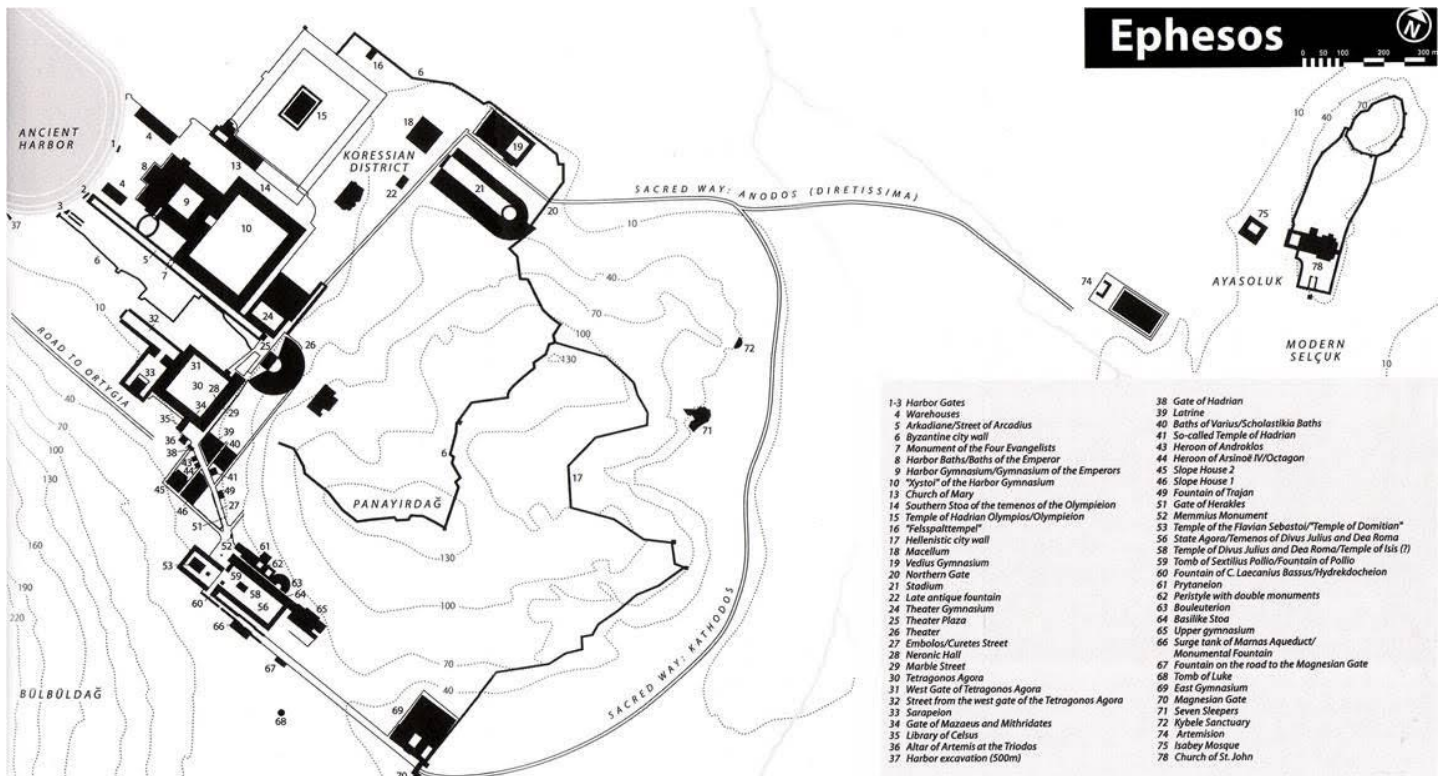 Ephesos
N
0 50 100 200 300 m
ANCIENT
HARBOR
KORESSIAN
DISTRICT
SACRED WAY: ANODOS (DIRETISSIMA)
AYASOLUK
MODERN
SELÇUK
ROAD TO ORTYGIA
PANAYIRDAĞ
SACRED WAY: KATHODOS
BÜLBÜLDAĞ
1-3 Harbor Gates
4 Warehouses
5 Arkadiane/Street of Arcadius
6 Byzantine city wall
7 Monument of the Four Evangelists
8 Harbor Baths/Baths of the Emperor
9 Harbor Gymnasium/Gymnasium of the Emperors
10 "Xystoi" of the Harbor Gymnasium
13 Church of Mary
14 Southern Stoa of the temenos of the Olympieion
15 Temple of Hadrian Olympios/Olympieion
16 "Felsspalttempel"
17 Hellenistic city wall
18 Macellum
19 Vedius Gymnasium
20 Northern Gate
21 Stadium
22 Late antique fountain
24 Theater Gymnasium
25 Theater Plaza
26 Theater
27 Embolos/Curetes Street
28 Neronic Hall
29 Marble Street
30 Tetragonos Agora
31 West Gate of Tetragonos Agora
32 Street from the west gate of the Tetragonos Agora
33 Sarapeion
34 Gate of Mazaeus and Mithridates
35 Library of Celsus
36 Altar of Artemis at the Triodos
37 Harbor excavation (500m)
38 Gate of Hadrian
39 Latrine
40 Baths of Varius/Scholastikia Baths
41 So-called Temple of Hadrian
43 Heroon of Androklos
44 Heroon of Arsinoë IV/Octagon
45 Slope House 2
46 Slope House 1
49 Fountain of Trajan
51 Gate of Herakles
52 Memmius Monument
53 Temple of the Flavian Sebastoi/"Temple of Domitian"
56 State Agora/Temenos of Divus Julius and Dea Roma
58 Temple of Divus Julius and Dea Roma/Temple of Isis (?)
59 Tomb of Sextilius Pollio/Fountain of Pollio
60 Fountain of C. Laecanius Bassus/Hydrekdocheion
61 Prytaneion
62 Peristyle with double monuments
63 Bouleuterion
64 Basilike Stoa
65 Upper gymnasium
66 Surge tank of Marnas Aqueduct/
Monumental Fountain
67 Fountain on the road to the Magnesian Gate
68 Tomb of Luke
69 East Gymnasium
70 Magnesian Gate
71 Seven Sleepers
72 Kybele Sanctuary
74 Artemision
75 Isabey Mosque
78 Church of St. John